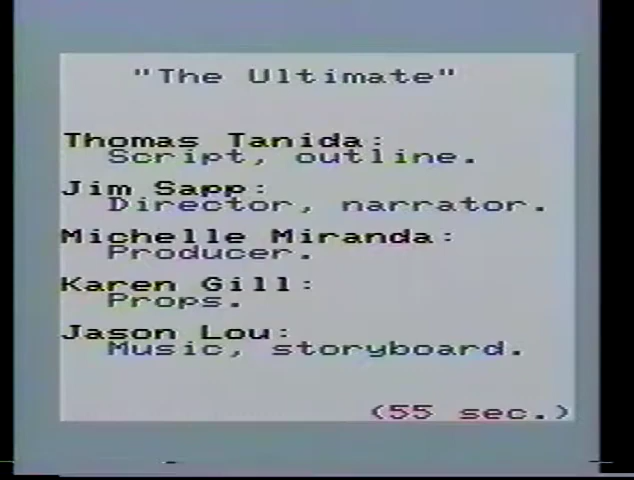 "The Ultimate"
Thomas Tanida:
Script, outline.
Jim Sapp:
Director, narrator.
Michelle Miranda:
Producer.
Karen Gill:
Props.
Jason Lou:
Music, storyboard.
(55 sec.)